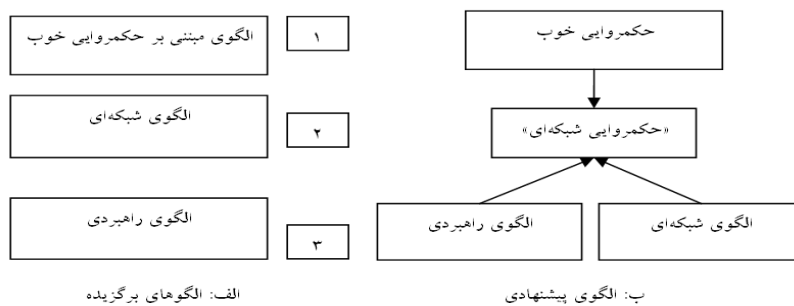 حکمروایی خوب
«حکمروایی شبکه‌ای»
الگوی شبکه‌ای
الگوی راهبردی
ب: الگوی پیشنهادی
۱
الگوی مبتنی بر حکمروایی خوب
۲
الگوی شبکه‌ای
۳
الگوی راهبردی
الف: الگوهای برگزیده